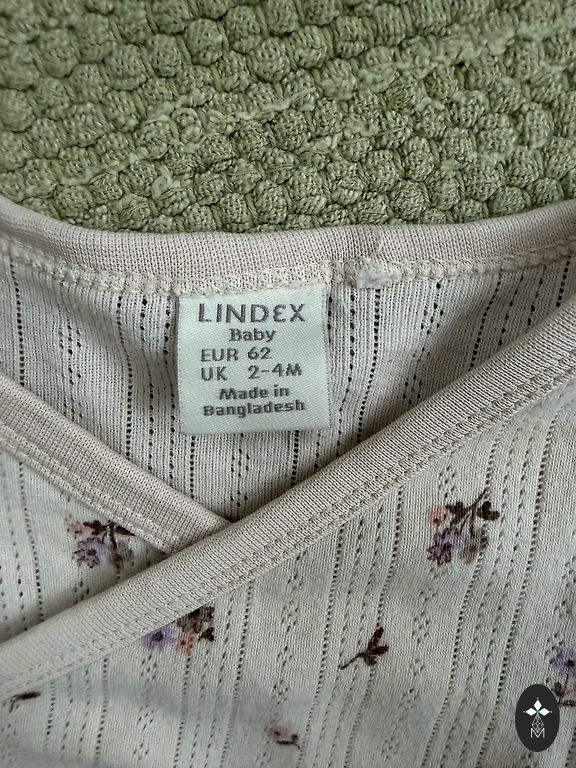 LINDEX
Baby
EUR 62
UK 2-4M
Made in
Bangladesh